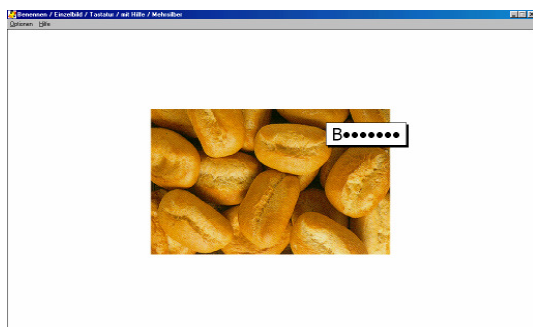 Benennen / Einzelbild / Tastatur / mit Hilfe / Mehrsilber
Optionen Hilfe
B●●●●●●●